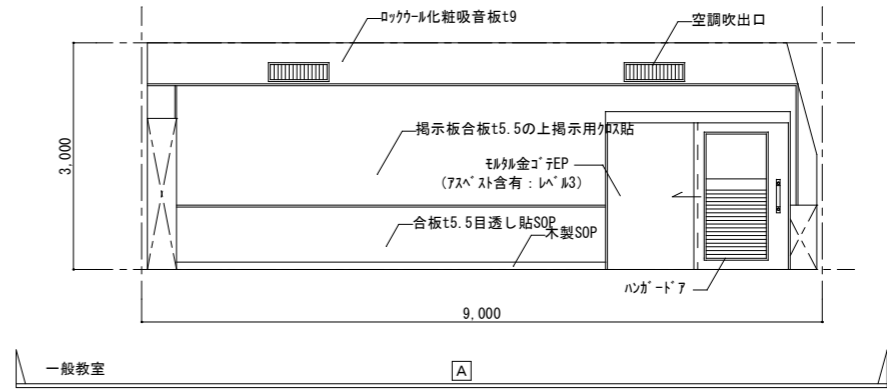 ロックウール化粧吸音板t9
空調吹出口
3,000
掲示板合板t5.5の上掲示用クロス貼
モルタル金ゴテEP
(アスベスト含有：レベル3)
合板t5.5目透し貼SOP
木製SOP
ハンガードア
9,000
一般教室
A